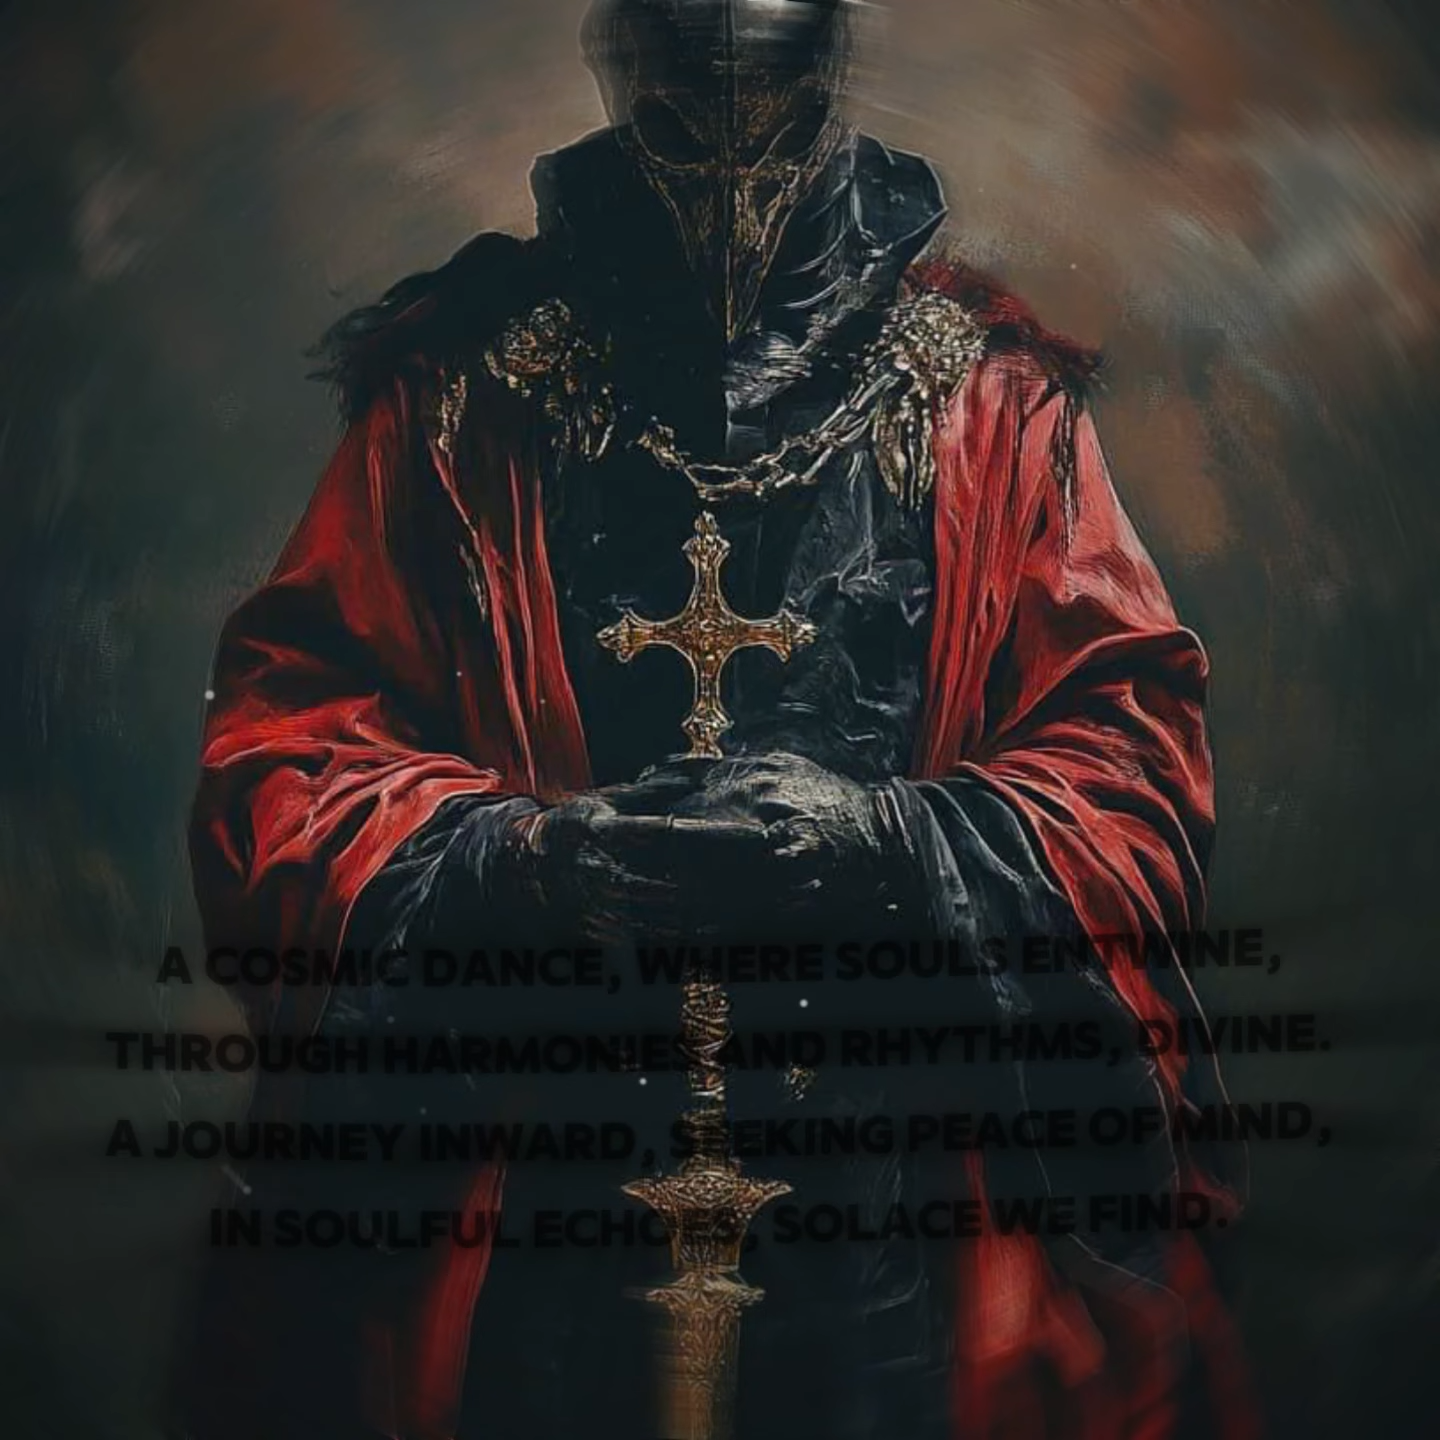 A COSMIC DANCE, WHERE SOULS ENTWINE,
THROUGH HARMONIES AND RHYTHMS, DIVINE.
A JOURNEY INWARD, SEEKING PEACE OF MIND,
IN SOULFUL ECHOES, SOLACE WE FIND.